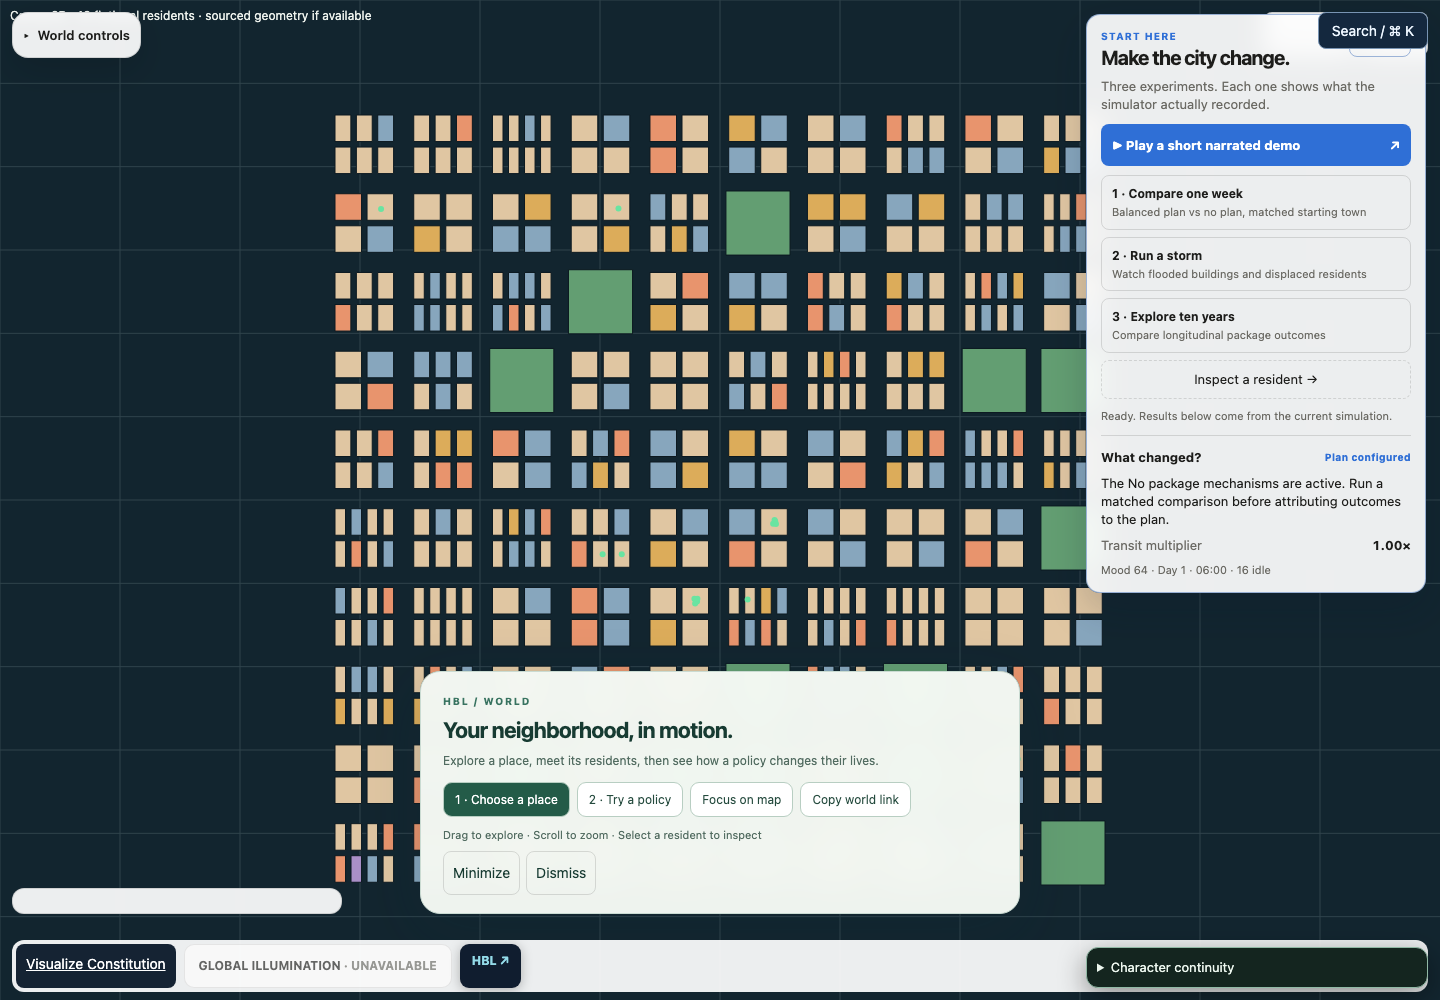 residents · sourced geometry if available
▸ World controls
Search / ⌘ K
START HERE
Make the city change.
Three experiments. Each one shows what the
simulator actually recorded.
▶ Play a short narrated demo ↗
1 · Compare one week
Balanced plan vs no plan, matched starting town
2 · Run a storm
Watch flooded buildings and displaced residents
3 · Explore ten years
Compare longitudinal package outcomes
Inspect a resident →
Ready. Results below come from the current simulation.
What changed? Plan configured
The No package mechanisms are active. Run a
matched comparison before attributing outcomes
to the plan.
Transit multiplier 1.00×
Mood 64 · Day 1 · 06:00 · 16 idle
HBL / WORLD
Your neighborhood, in motion.
Explore a place, meet its residents, then see how a policy changes their lives.
1 · Choose a place
2 · Try a policy
Focus on map
Copy world link
Drag to explore · Scroll to zoom · Select a resident to inspect
Minimize
Dismiss
Visualize Constitution
GLOBAL ILLUMINATION · UNAVAILABLE
HBL ↗
▶ Character continuity